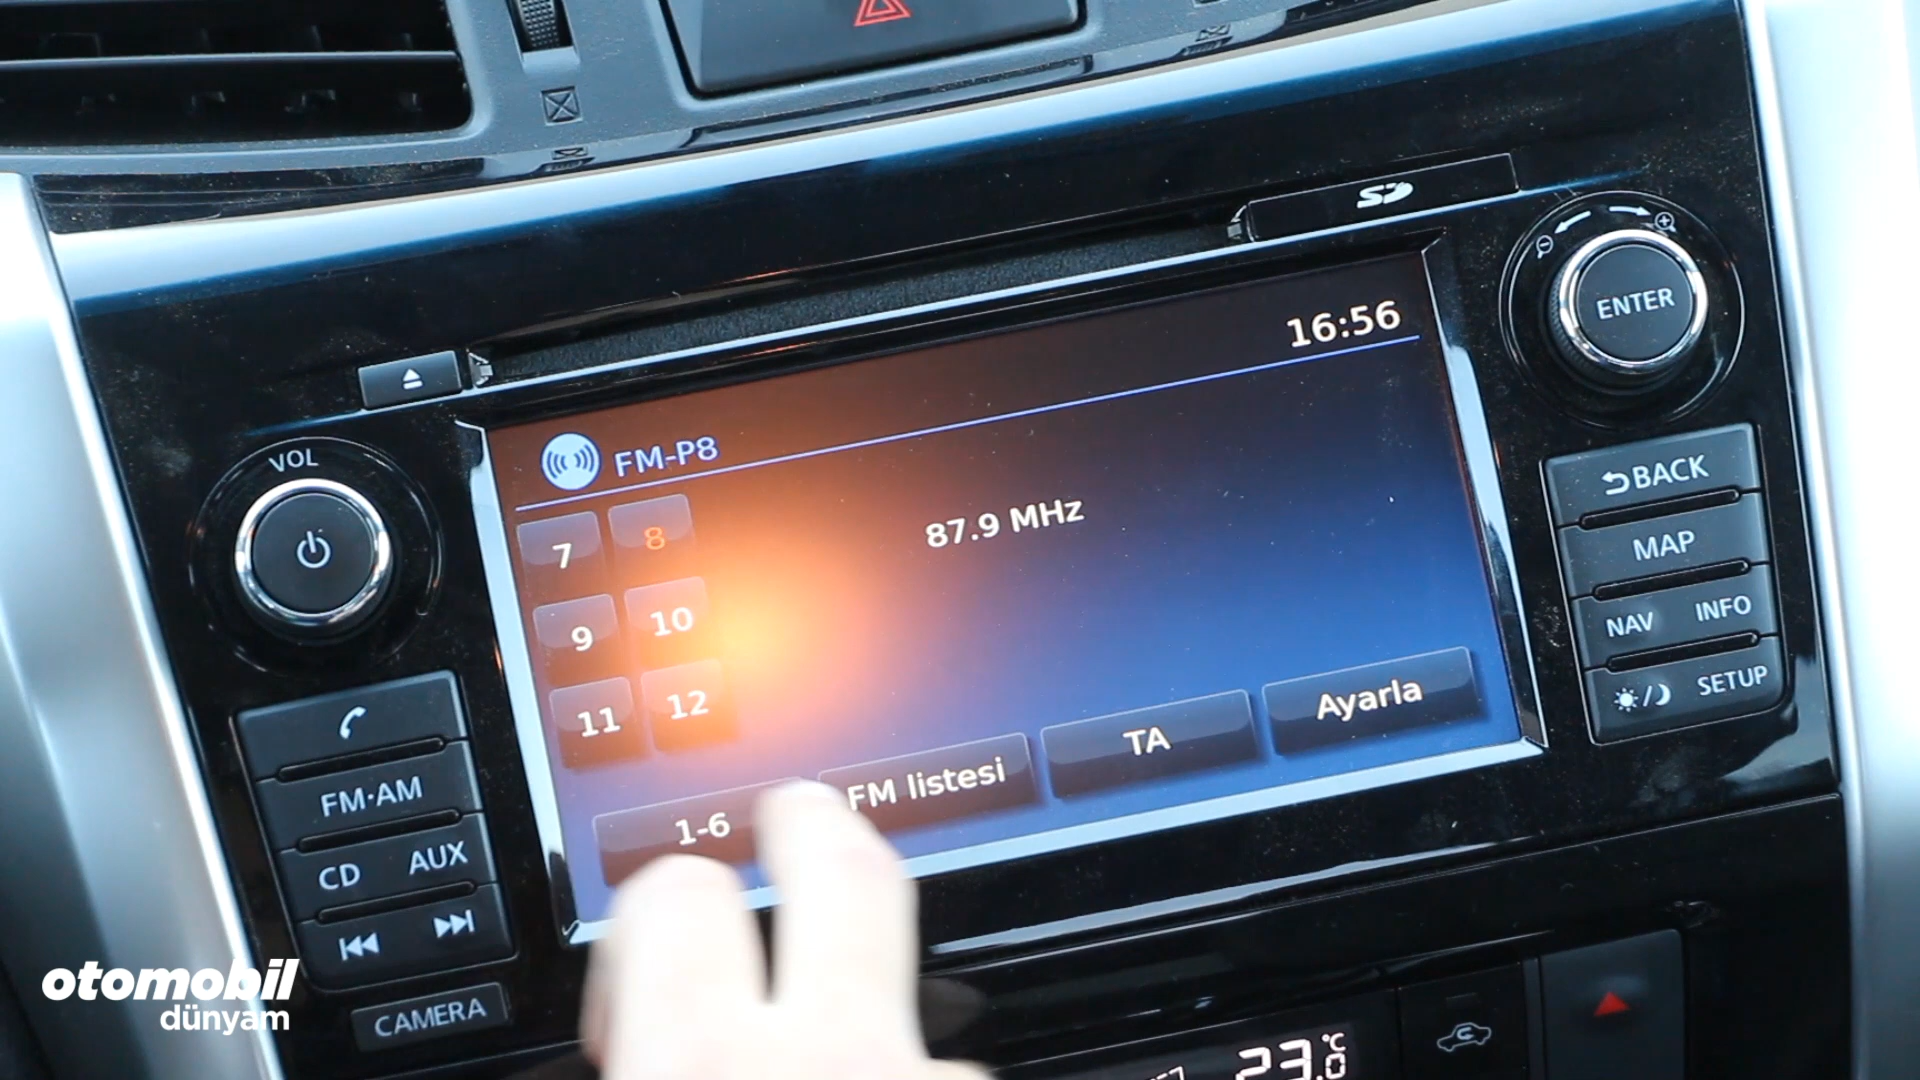 SD
ENTER
16:56
FM-P8
VOL
87.9 MHz
7
8
9
10
11
12
1-6
FM listesi
TA
Ayarla
BACK
MAP
NAV
INFO
SETUP
FM·AM
CD
AUX
CAMERA
23.0 °C
otomobil
dünyam